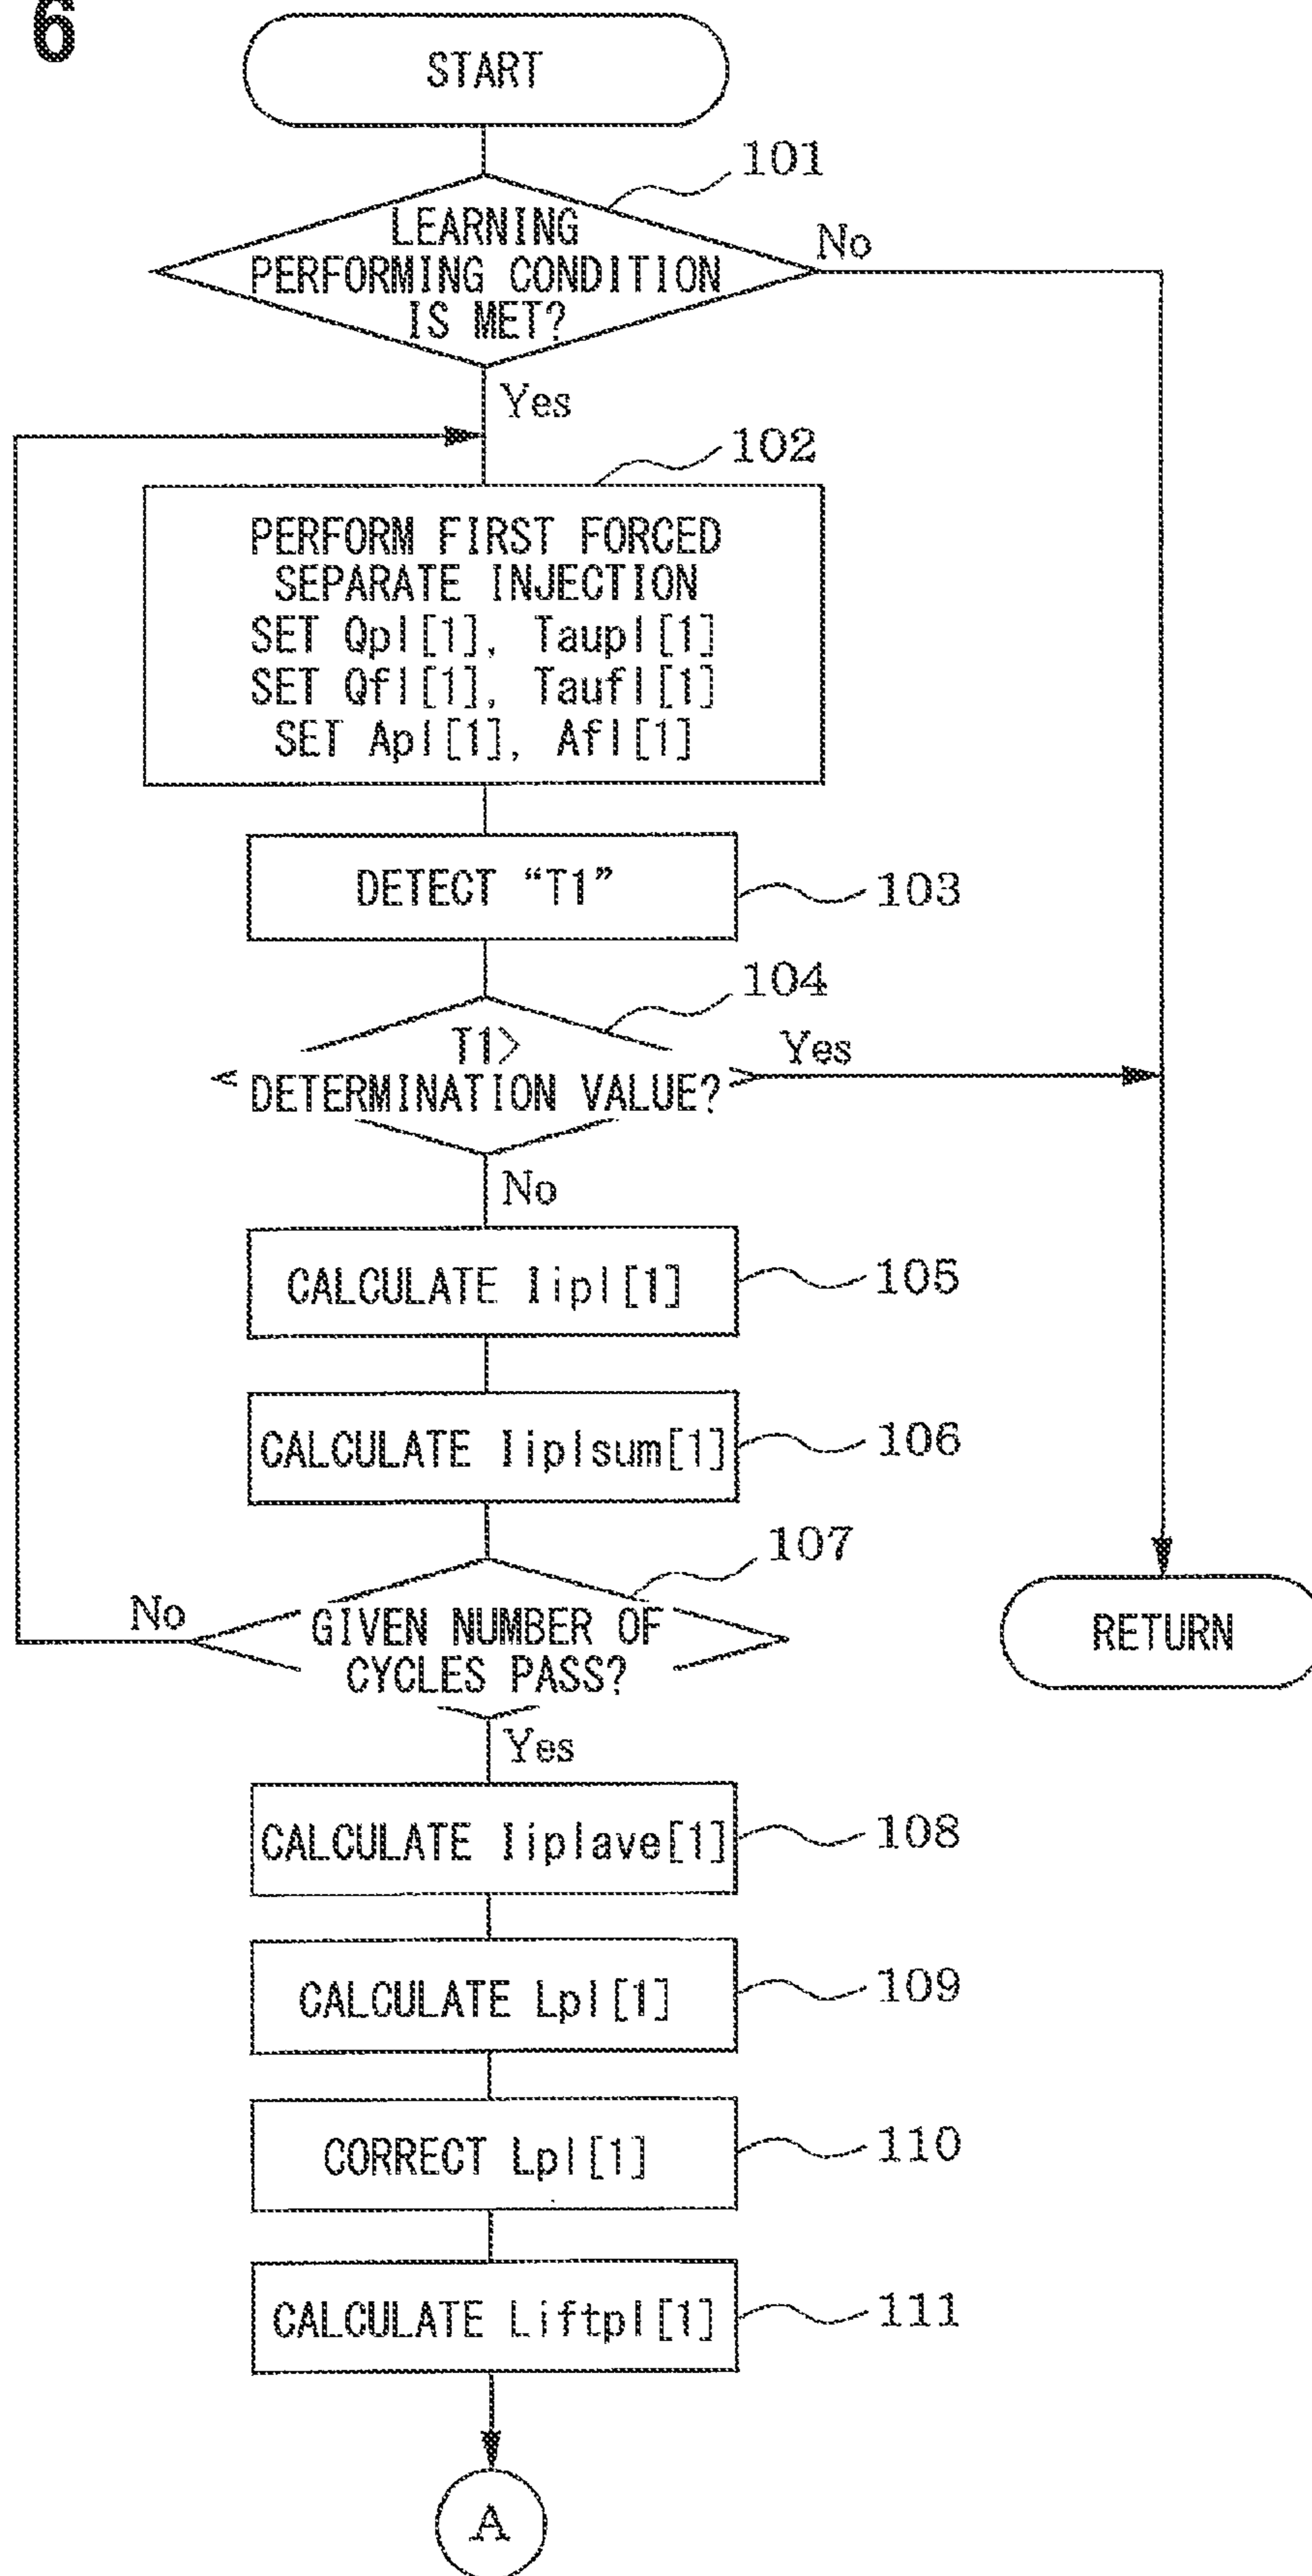 6
START
101
LEARNING
PERFORMING CONDITION
IS MET?
No
Yes
102
PERFORM FIRST FORCED
SEPARATE INJECTION
SET Qpl[1], Taupl[1]
SET Qfl[1], Taufl[1]
SET Apl[1], Afl[1]
DETECT “T1”
103
104
T1>
DETERMINATION VALUE?
Yes
No
CALCULATE Iipl[1]
105
CALCULATE Iiplsum[1]
106
107
No
GIVEN NUMBER OF
CYCLES PASS?
RETURN
Yes
CALCULATE Iiplave[1]
108
CALCULATE Lpl[1]
109
CORRECT Lpl[1]
110
CALCULATE Liftpl[1]
111
A